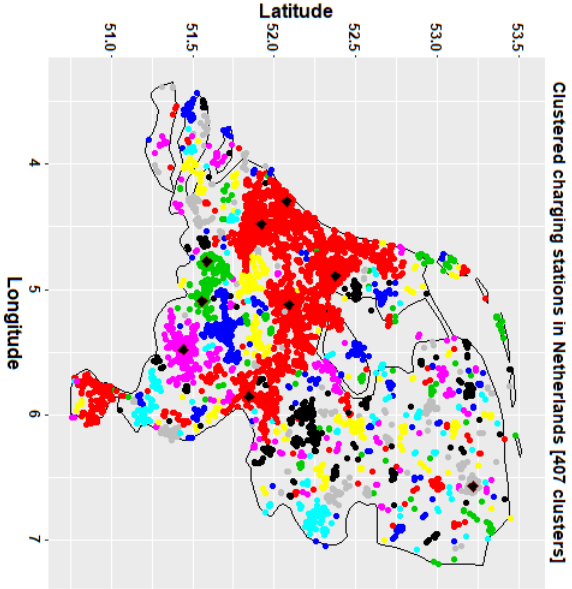 Clustered charging stations in Netherlands [407 clusters]
Latitude
51.0 51.5 52.0 52.5 53.0 53.5
4
5
6
7
Longitude